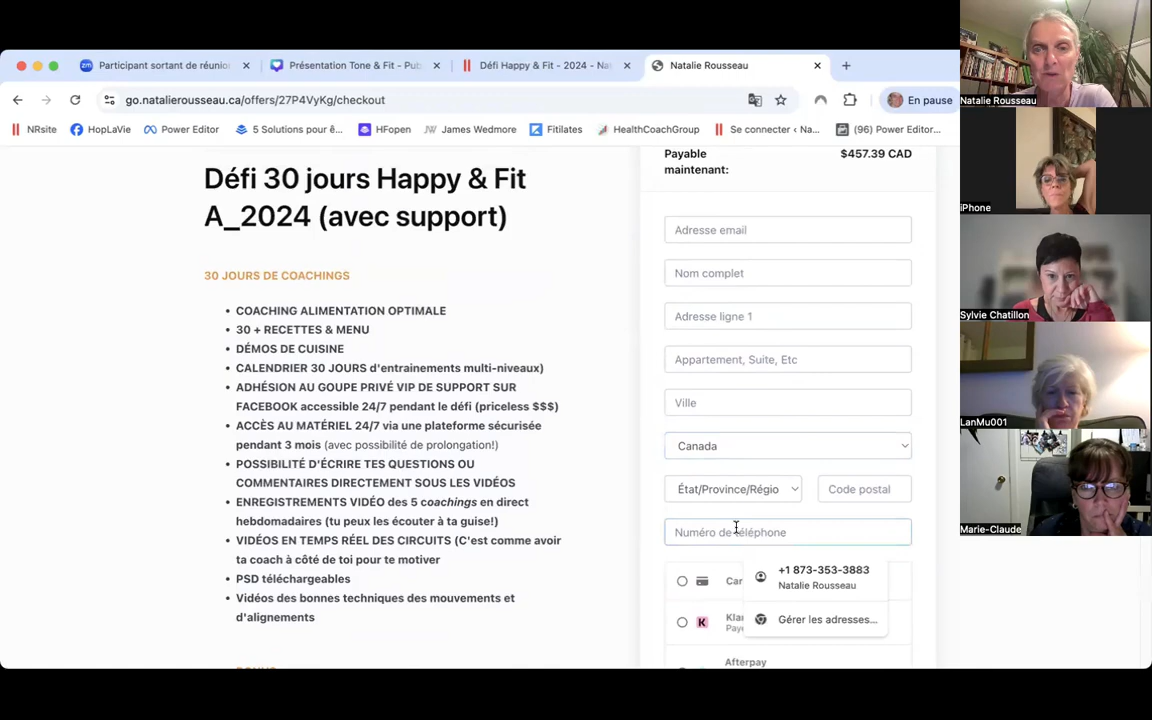 Participant sortant de réunio
Présentation Tone & Fit - Pub
Défi Happy & Fit - 2024 - Na
Natalie Rousseau
go.natalierousseau.ca/offers/27P4VyKg/checkout
En pause
NRsite
HopLaVie
Power Editor
5 Solutions pour ê...
HFopen
James Wedmore
Fitilates
HealthCoachGroup
Se connecter ‹ Na...
(96) Power Editor...
Défi 30 jours Happy & Fit
A_2024 (avec support)
30 JOURS DE COACHINGS
• COACHING ALIMENTATION OPTIMALE
• 30 + RECETTES & MENU
• DÉMOS DE CUISINE
• CALENDRIER 30 JOURS d'entrainements multi-niveaux)
• ADHÉSION AU GOUPE PRIVÉ VIP DE SUPPORT SUR
FACEBOOK accessible 24/7 pendant le défi (priceless $$$)
• ACCÈS AU MATÉRIEL 24/7 via une plateforme sécurisée
pendant 3 mois (avec possibilité de prolongation!)
• POSSIBILITÉ D'ÉCRIRE TES QUESTIONS OU
COMMENTAIRES DIRECTEMENT SOUS LES VIDÉOS
• ENREGISTREMENTS VIDÉO des 5 coachings en direct
hebdomadaires (tu peux les écouter à ta guise!)
• VIDÉOS EN TEMPS RÉEL DES CIRCUITS (C'est comme avoir
ta coach à côté de toi pour te motiver
• PSD téléchargeables
• Vidéos des bonnes techniques des mouvements et
d'alignements
Payable
maintenant:
$457.39 CAD
Adresse email
Nom complet
Adresse ligne 1
Appartement, Suite, Etc
Ville
Canada
État/Province/Régio
Code postal
Numéro de téléphone
Car
+1 873-353-3883
Natalie Rousseau
Klar
Paye
Gérer les adresses...
Afterpay
Natalie Rousseau
iPhone
Sylvie Chatillon
LanMu001
Marie-Claude